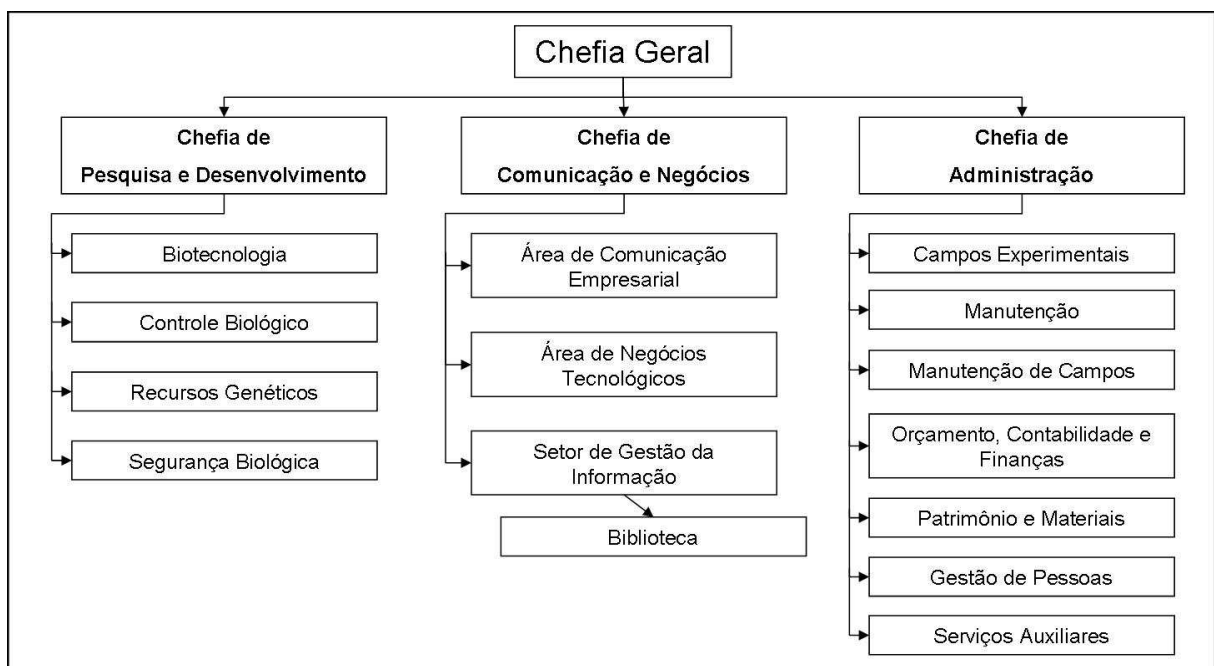 Chefia Geral
Chefia de
Pesquisa e Desenvolvimento
Biotecnologia
Controle Biológico
Recursos Genéticos
Segurança Biológica
Chefia de
Comunicação e Negócios
Área de Comunicação
Empresarial
Área de Negócios
Tecnológicos
Setor de Gestão da
Informação
Biblioteca
Chefia de
Administração
Campos Experimentais
Manutenção
Manutenção de Campos
Orçamento, Contabilidade e
Finanças
Patrimônio e Materiais
Gestão de Pessoas
Serviços Auxiliares